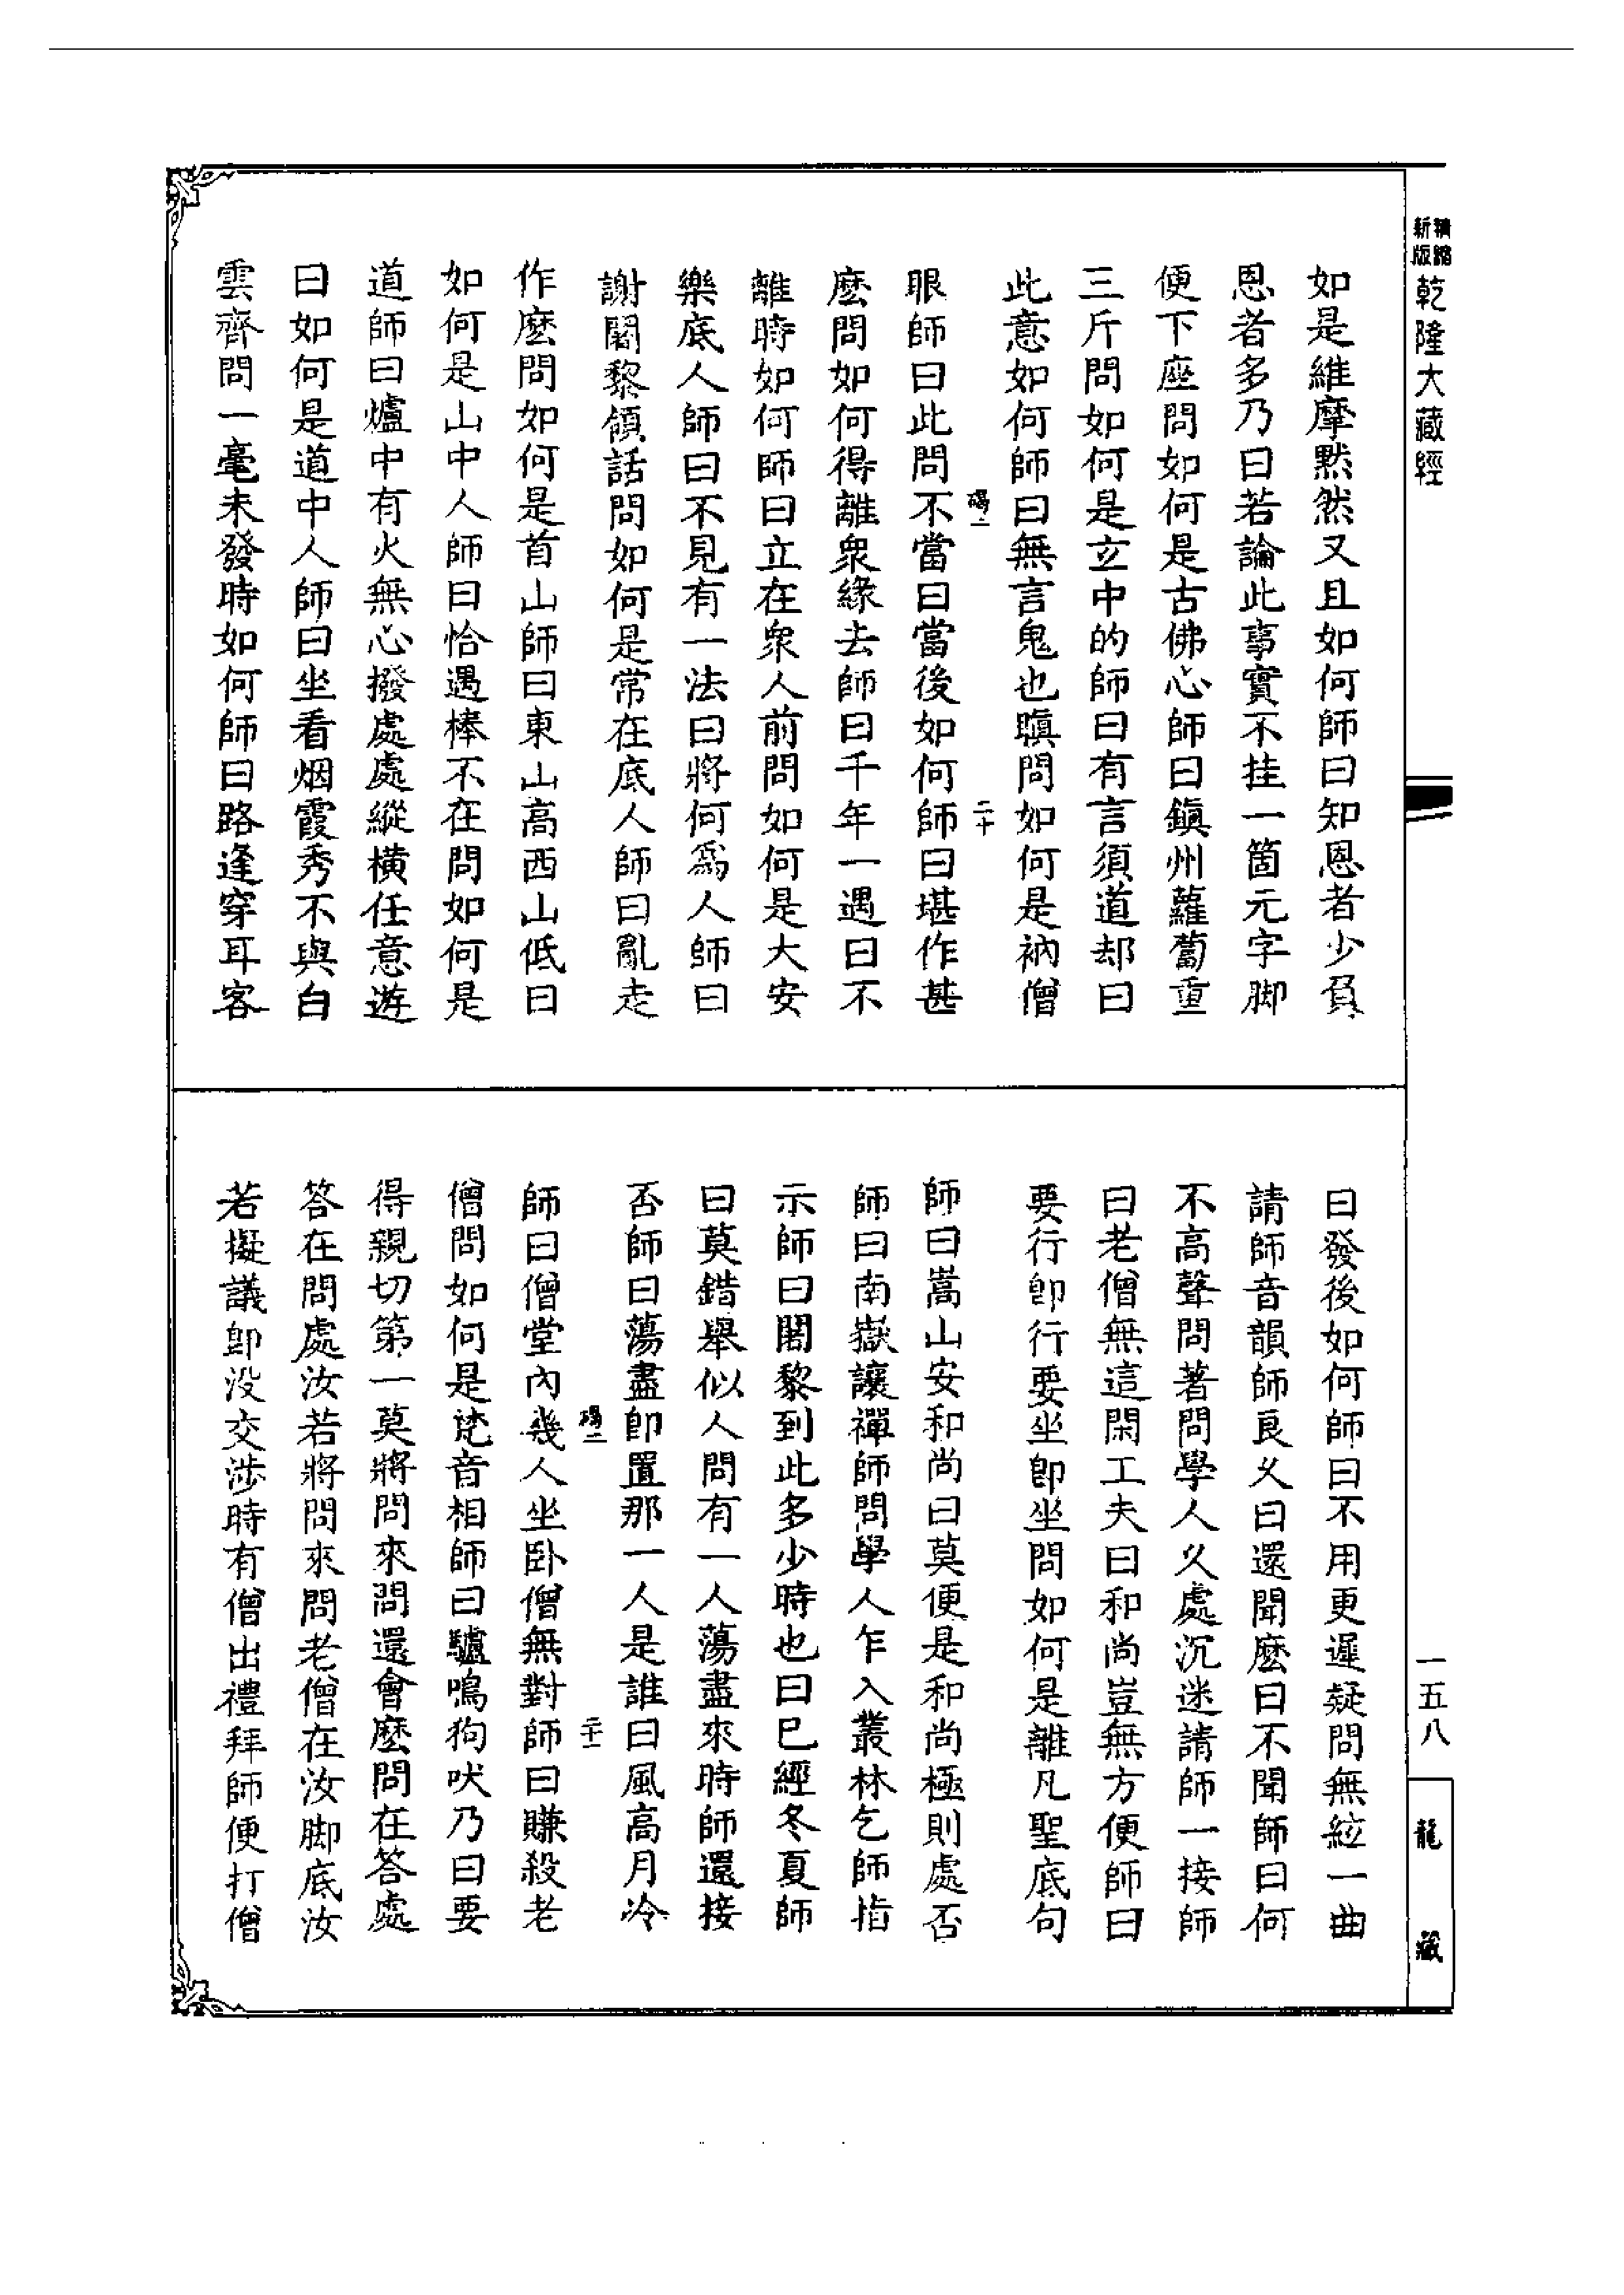 新版精縮
乾隆大藏經
如是維摩默然又且如何師曰知恩者少負
恩者多乃曰若論此事實不挂一箇元字脚
便下座問如何是古佛心師曰鎮州蘿蔔重
三斤問如何是玄中的師曰有言須道却曰
此意如何師曰無言鬼也瞋問如何是衲僧
眼師曰此問不當曰當後如何師曰堪作甚
麽問如何得離衆緣去師曰千年一遇曰不
離時如何師曰立在衆人前問如何是大安
樂底人師曰不見有一法曰將何爲人師曰
謝闍黎領話問如何是常在底人師曰亂走
作麽問如何是首山師曰東山高西山低曰
如何是山中人師曰恰遇棒不在問如何是
道師曰爐中有火無心撥處處縱橫任意遊
曰如何是道中人師曰坐看烟霞秀不與白
雲齊問一毫未發時如何師曰路逢穿耳客
曰發後如何師曰不用更遲疑問無絃一曲
請師音韻師良久曰還聞麽曰不聞師曰何
不高聲問著問學人久處沉迷請師一接師
曰老僧無這閑工夫曰和尚豈無方便師曰
要行卽行要坐卽坐問如何是離凡聖底句
師曰嵩山安和尚曰莫便是和尚極則處否
師曰南嶽讓禪師問學人乍入叢林乞師指
示師曰闍黎到此多少時也曰已經冬夏師
曰莫錯舉似人問有一人蕩盡來時師還接
否師曰蕩盡卽置那一人是誰曰風高月冷
師曰僧堂內幾人坐臥僧無對師曰賺殺老
僧問如何是梵音相師曰驢鳴狗吠乃曰要
得親切第一莫將問來問還會麽問在答處
答在問處汝若將問來問老僧在汝脚底汝
若擬議卽没交涉時有僧出禮拜師便打僧
二十
二十一
一五八
龍藏